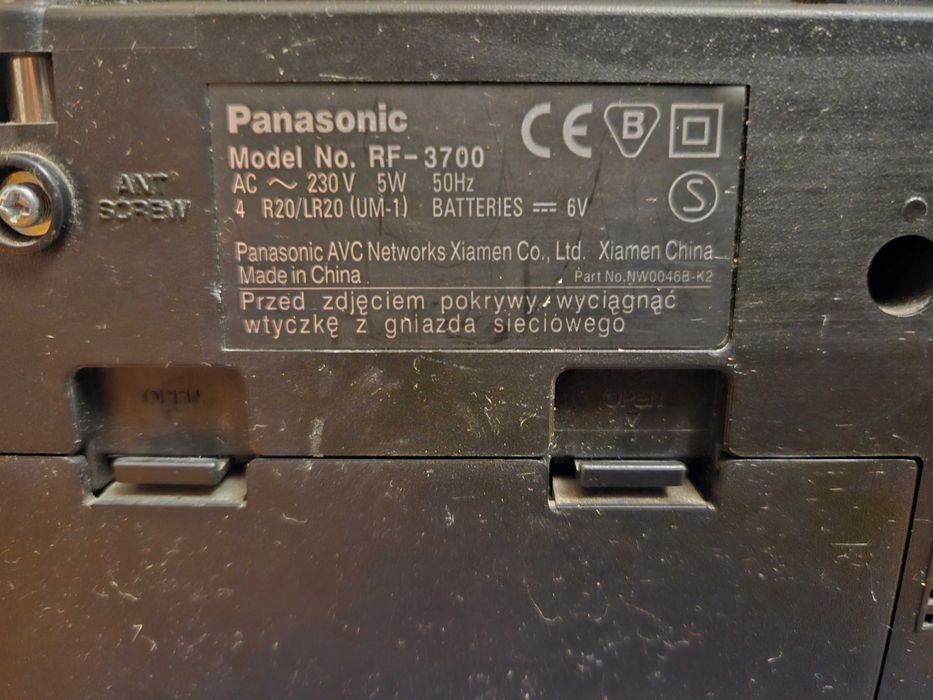 Panasonic
CE B
Model No. RF-3700
AC ~ 230V 5W 50Hz
S
4 R20/LR20 (UM-1) BATTERIES ⎓ 6V
Panasonic AVC Networks Xiamen Co., Ltd. Xiamen China
Made in China Part No.NW0046B-K2
Przed zdjęciem pokrywy wyciągnąć
wtyczkę z gniazda sieciowego
ANT
SCREW
OPEN
OPEN